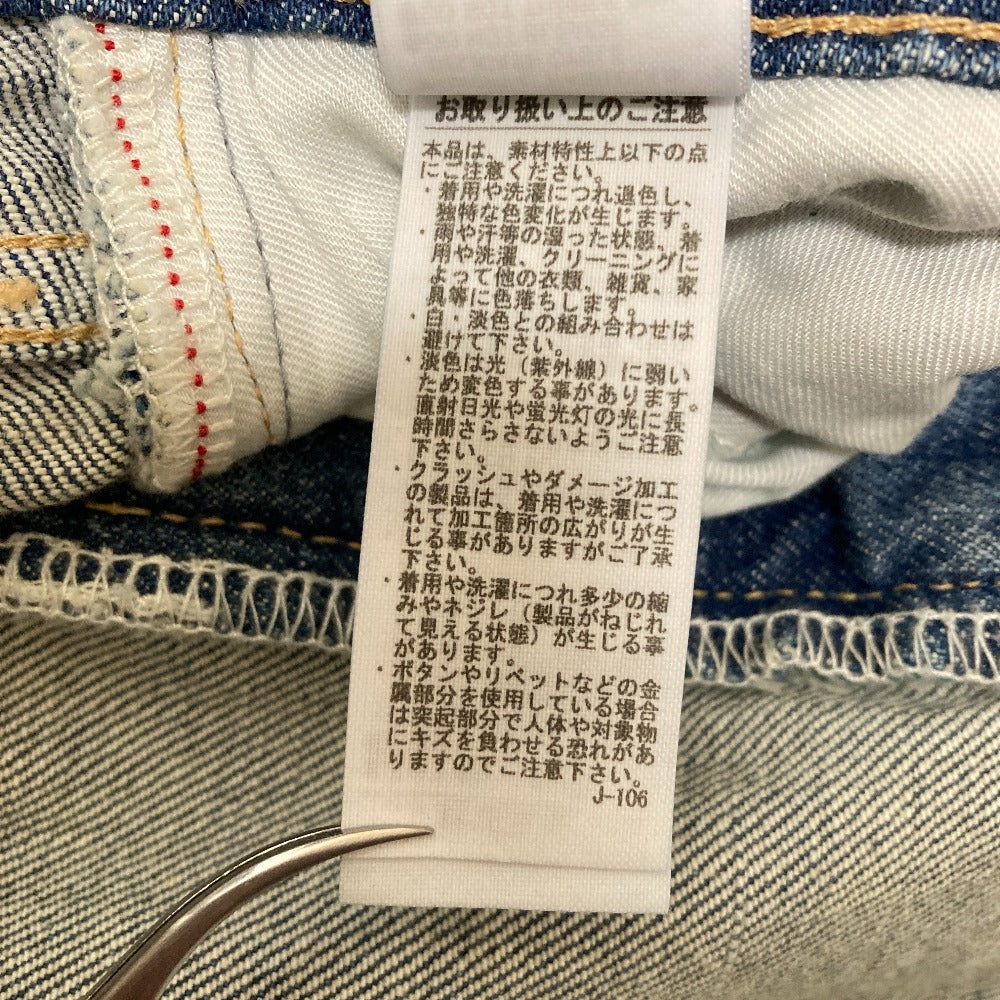 お取り扱い上のご注意
本品は、素材特性上以下の点
にご注意ください。
・着用や洗濯につれ退色し、
独特な色変化が生じます。
・雨や汗等の湿った状態、着
用や洗濯、クリーニングに
よって他の衣類、雑貨、家
具等に色落ちします。
・白・淡色との組み合わせは
避けて下さい。
・淡色は光（紫外線）に弱い
ため変色する事があります。
直射日光や蛍光灯の光に長
時間さらさないようご注意
下さい。
・クラッシュやダメージ加工
の製品は、着用や洗濯につ
れて加工箇所の広がりが生
じる事がありますがご了承
下さい。
・着用や洗濯につれ多少の縮
みやネジレ（製品がねじれ
て見える状態）が生じる事
があります。
・ボタンやリベットなどの金
属部分を使用している場合
は突起部分で人体や対象物
にキズを負わせる恐れがあ
りますのでご注意下さい。
J-106